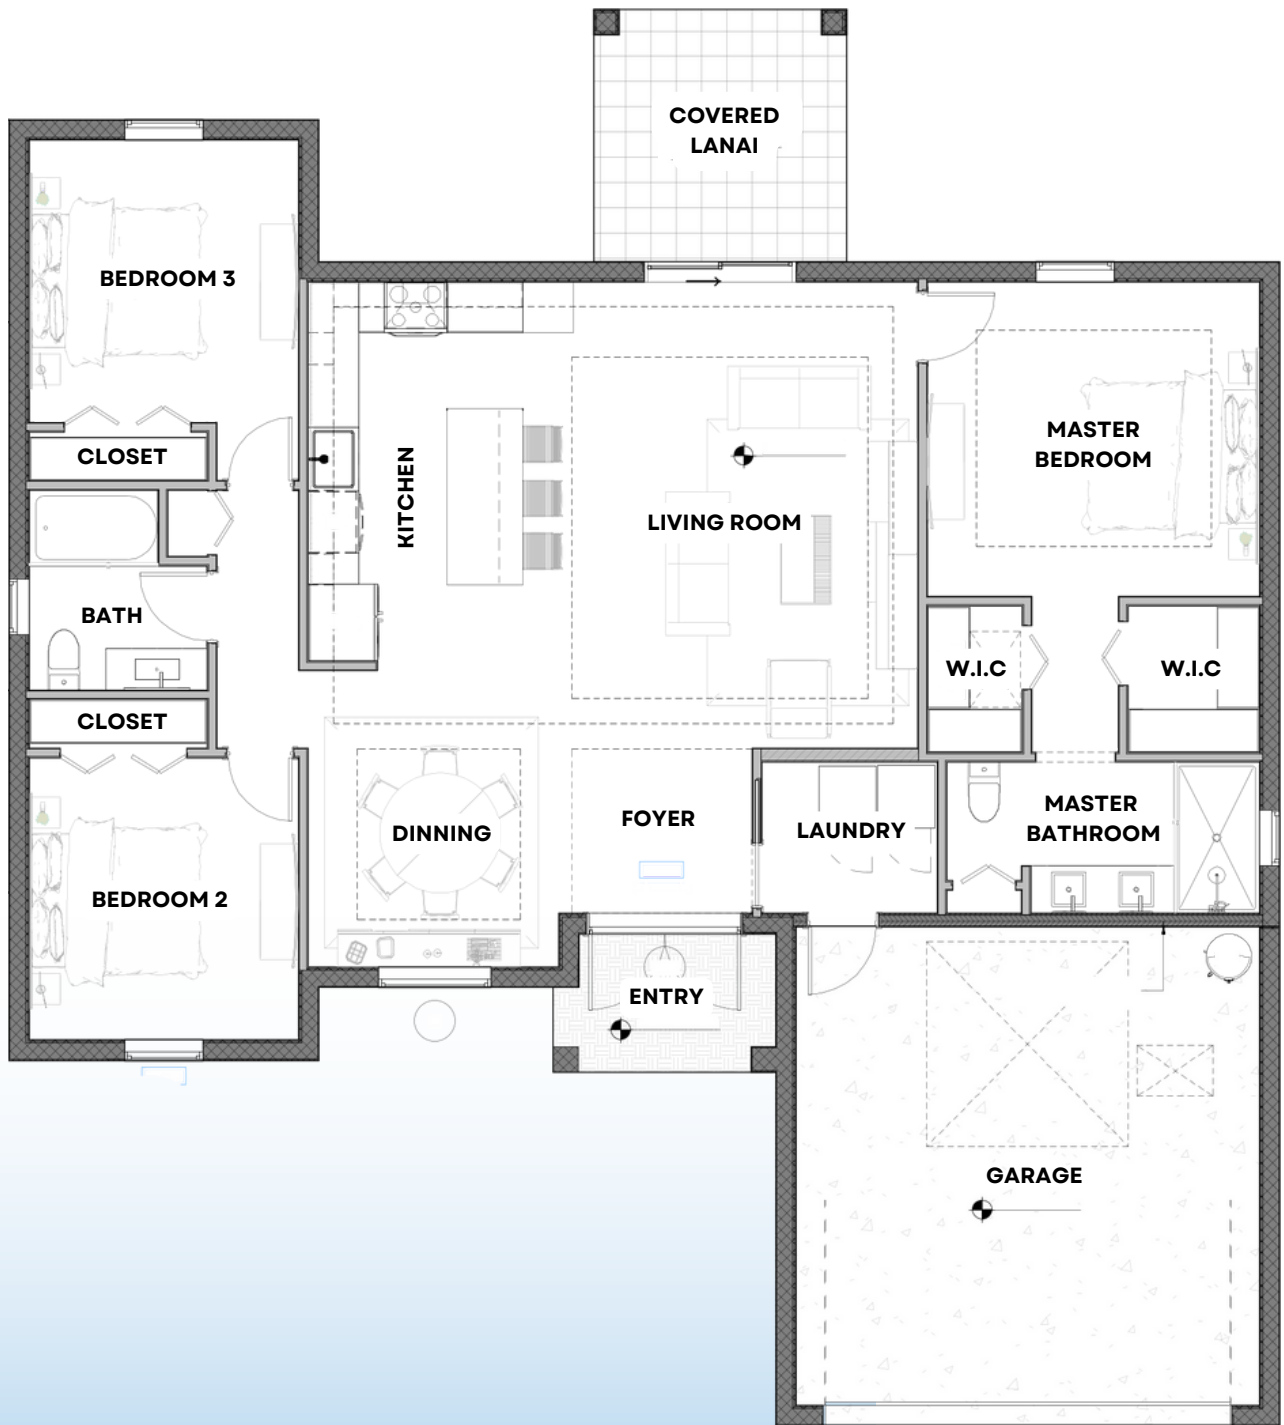 COVERED
LANAI
BEDROOM 3
MASTER
BEDROOM
CLOSET
KITCHEN
LIVING ROOM
BATH
W.I.C
W.I.C
CLOSET
MASTER
BATHROOM
FOYER
LAUNDRY
DINNING
BEDROOM 2
ENTRY
GARAGE